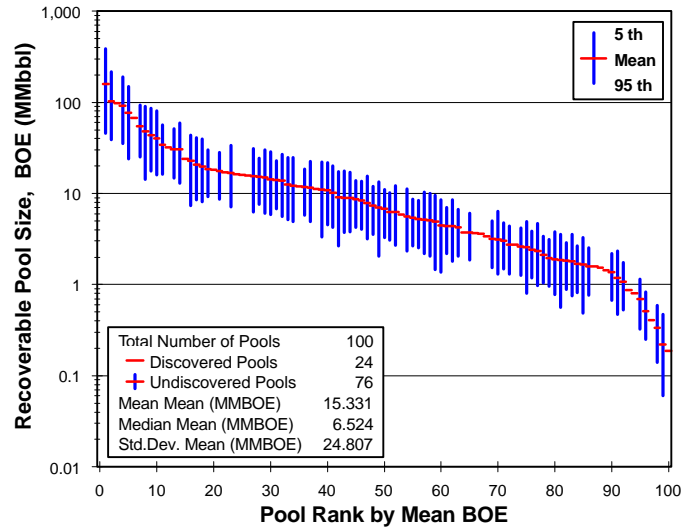 1,000
100
10
1
0.1
0.01
Recoverable Pool Size, BOE (MMbbl)
5 th
Mean
95 th
Total Number of Pools 100
Discovered Pools 24
Undiscovered Pools 76
Mean Mean (MMBOE) 15.331
Median Mean (MMBOE) 6.524
Std.Dev. Mean (MMBOE) 24.807
0 10 20 30 40 50 60 70 80 90 100
Pool Rank by Mean BOE